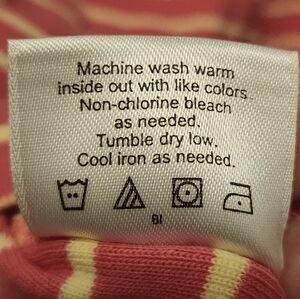 Machine wash warm
inside out with like colors.
Non-chlorine bleach
as needed.
Tumble dry low.
Cool iron as needed.
BI